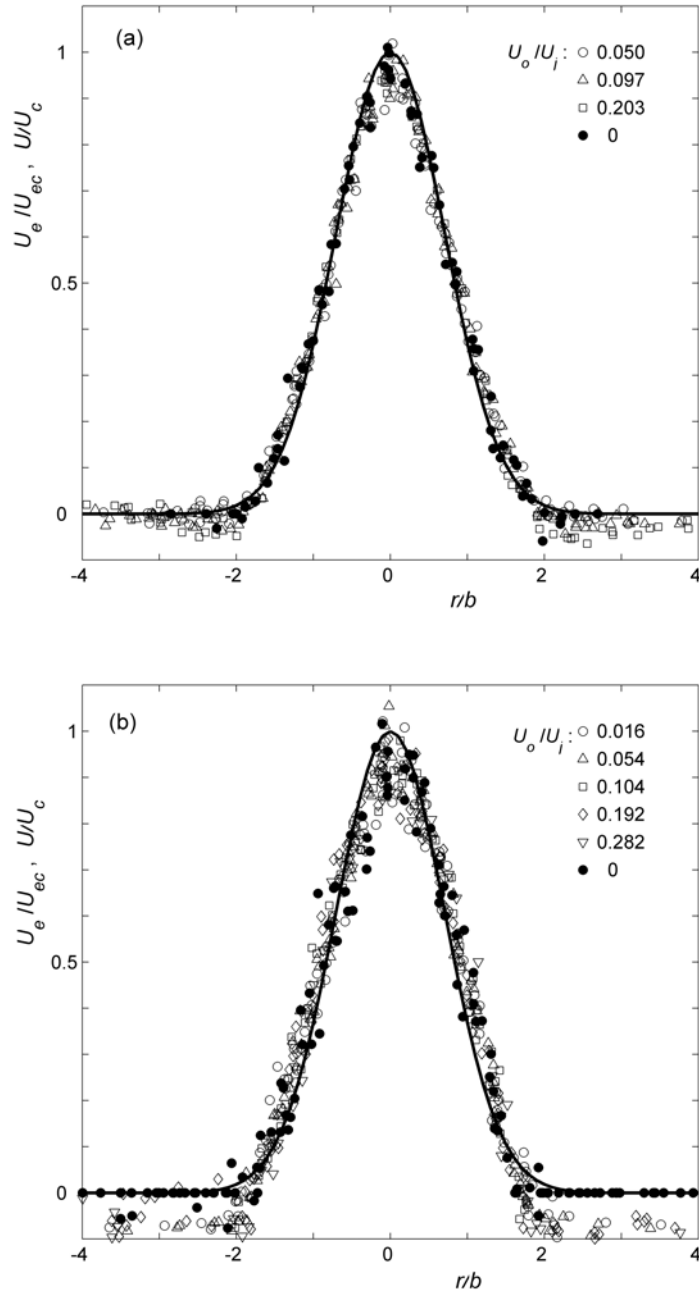 (a)
U_o/U_i: ○ 0.050
△ 0.097
□ 0.203
● 0
U_e/U_ec, U/U_c
1
0.5
0
-4 -2 0 2 4
r/b
(b)
U_o/U_i: ○ 0.016
△ 0.054
□ 0.104
◇ 0.192
▽ 0.282
● 0
U_e/U_ec, U/U_c
1
0.5
0
-4 -2 0 2 4
r/b